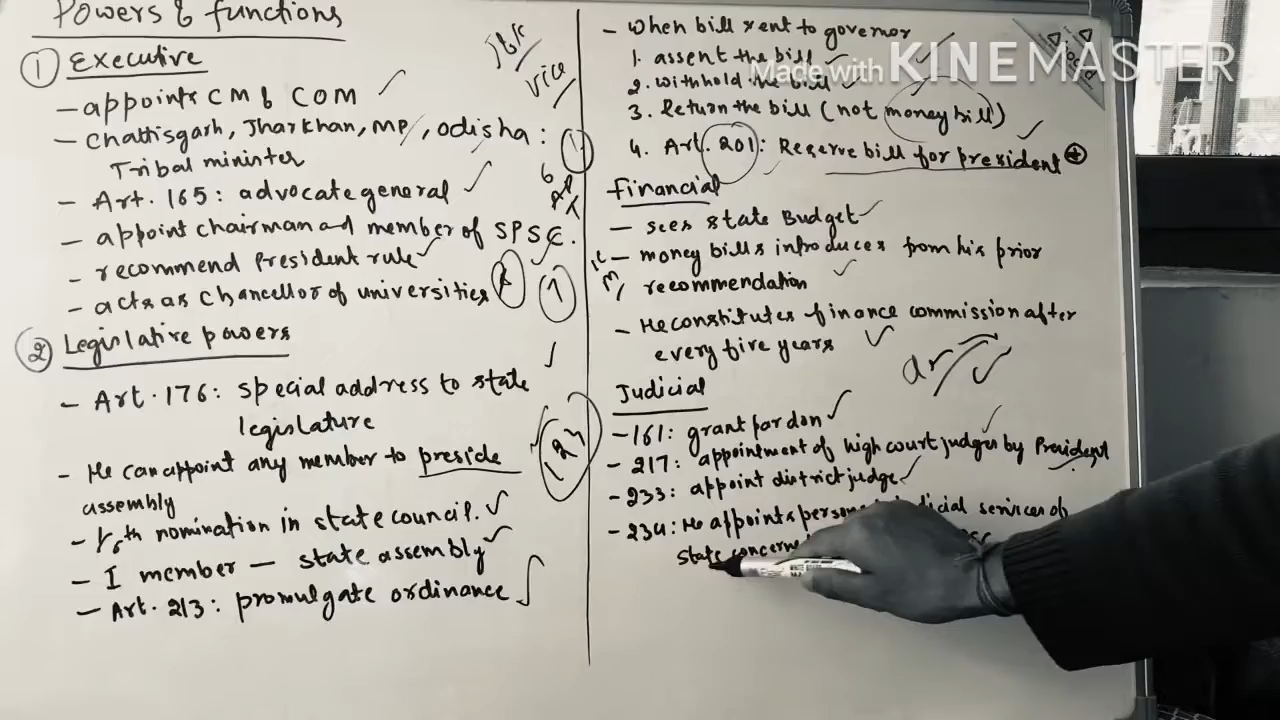 Powers & functions
① Executive
- appoints CM & COM
- Chattisgarh, Jharkhan, MP, Odisha :
Tribal minister
- Art. 165: advocate general
- appoint chairman and member of SPSC.
- recommend President rule
- acts as Chancellor of universities
② Legislative powers
- Art. 176: special address to state
legislature
- He can appoint any member to preside
assembly
- 1/6th nomination in state council.
- I member - state assembly
- Art. 213: promulgate ordinance
J&K
- When bill sent to governor
1. assent the bill
2. withhold the bill
3. Return the bill (not money bill)
4. Art. 201: Reserve bill for president
Financial
- sees state Budget
- money bills introduces from his prior
recommendation
- He constitutes finance commission after
every five years
Judicial
- 161: grant pardon
- 217: appointment of high court judges by President
- 233: appoint district judge
- 234: He appoints judicial services of
state
Made with KINEMASTER